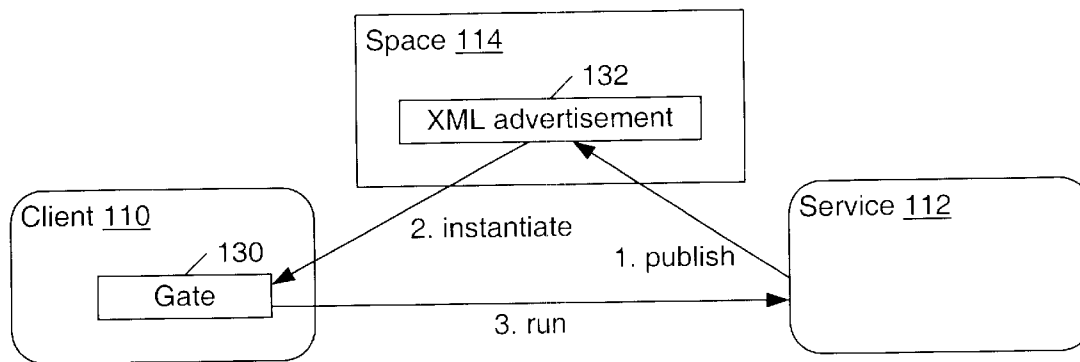 Space 114
132
XML advertisement
Client 110
130
Gate
2. instantiate
1. publish
Service 112
3. run